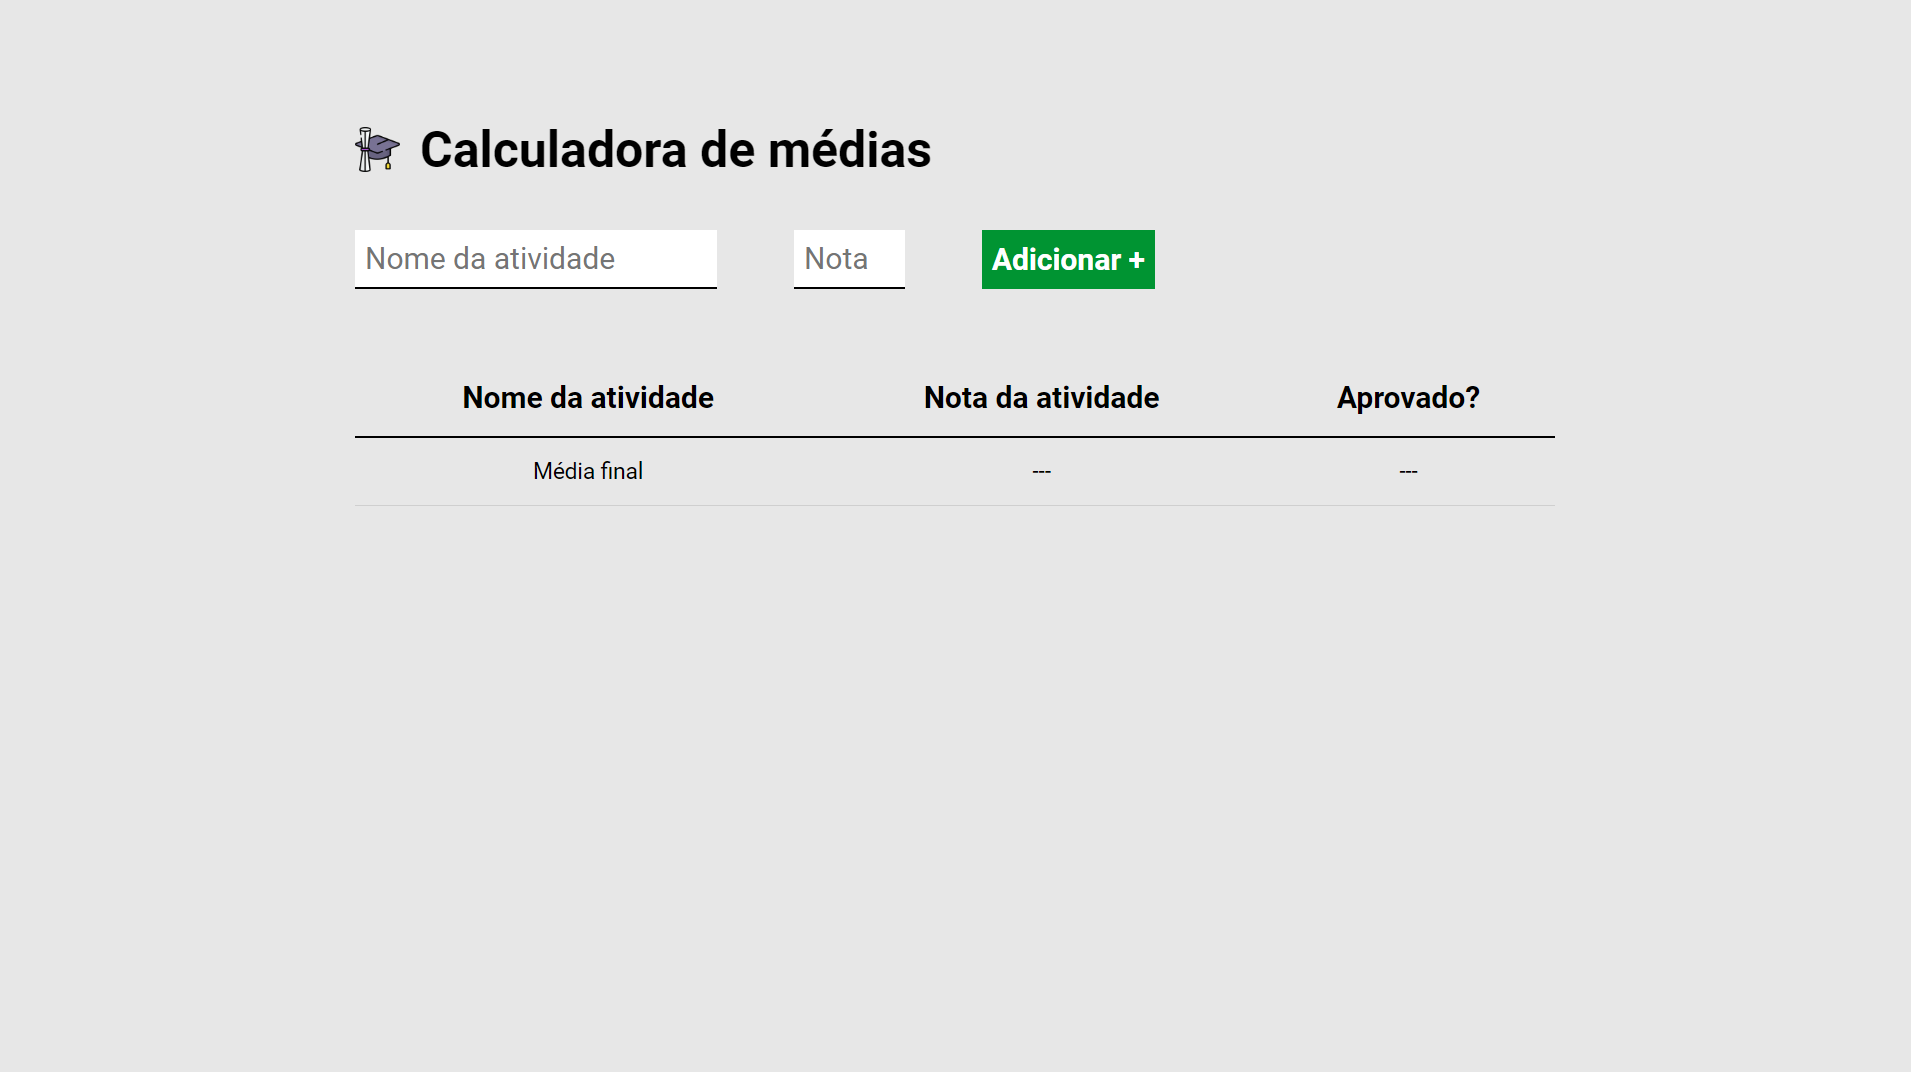 Calculadora de médias
Nome da atividade Nota Adicionar +
Nome da atividade Nota da atividade Aprovado?
Média final --- ---